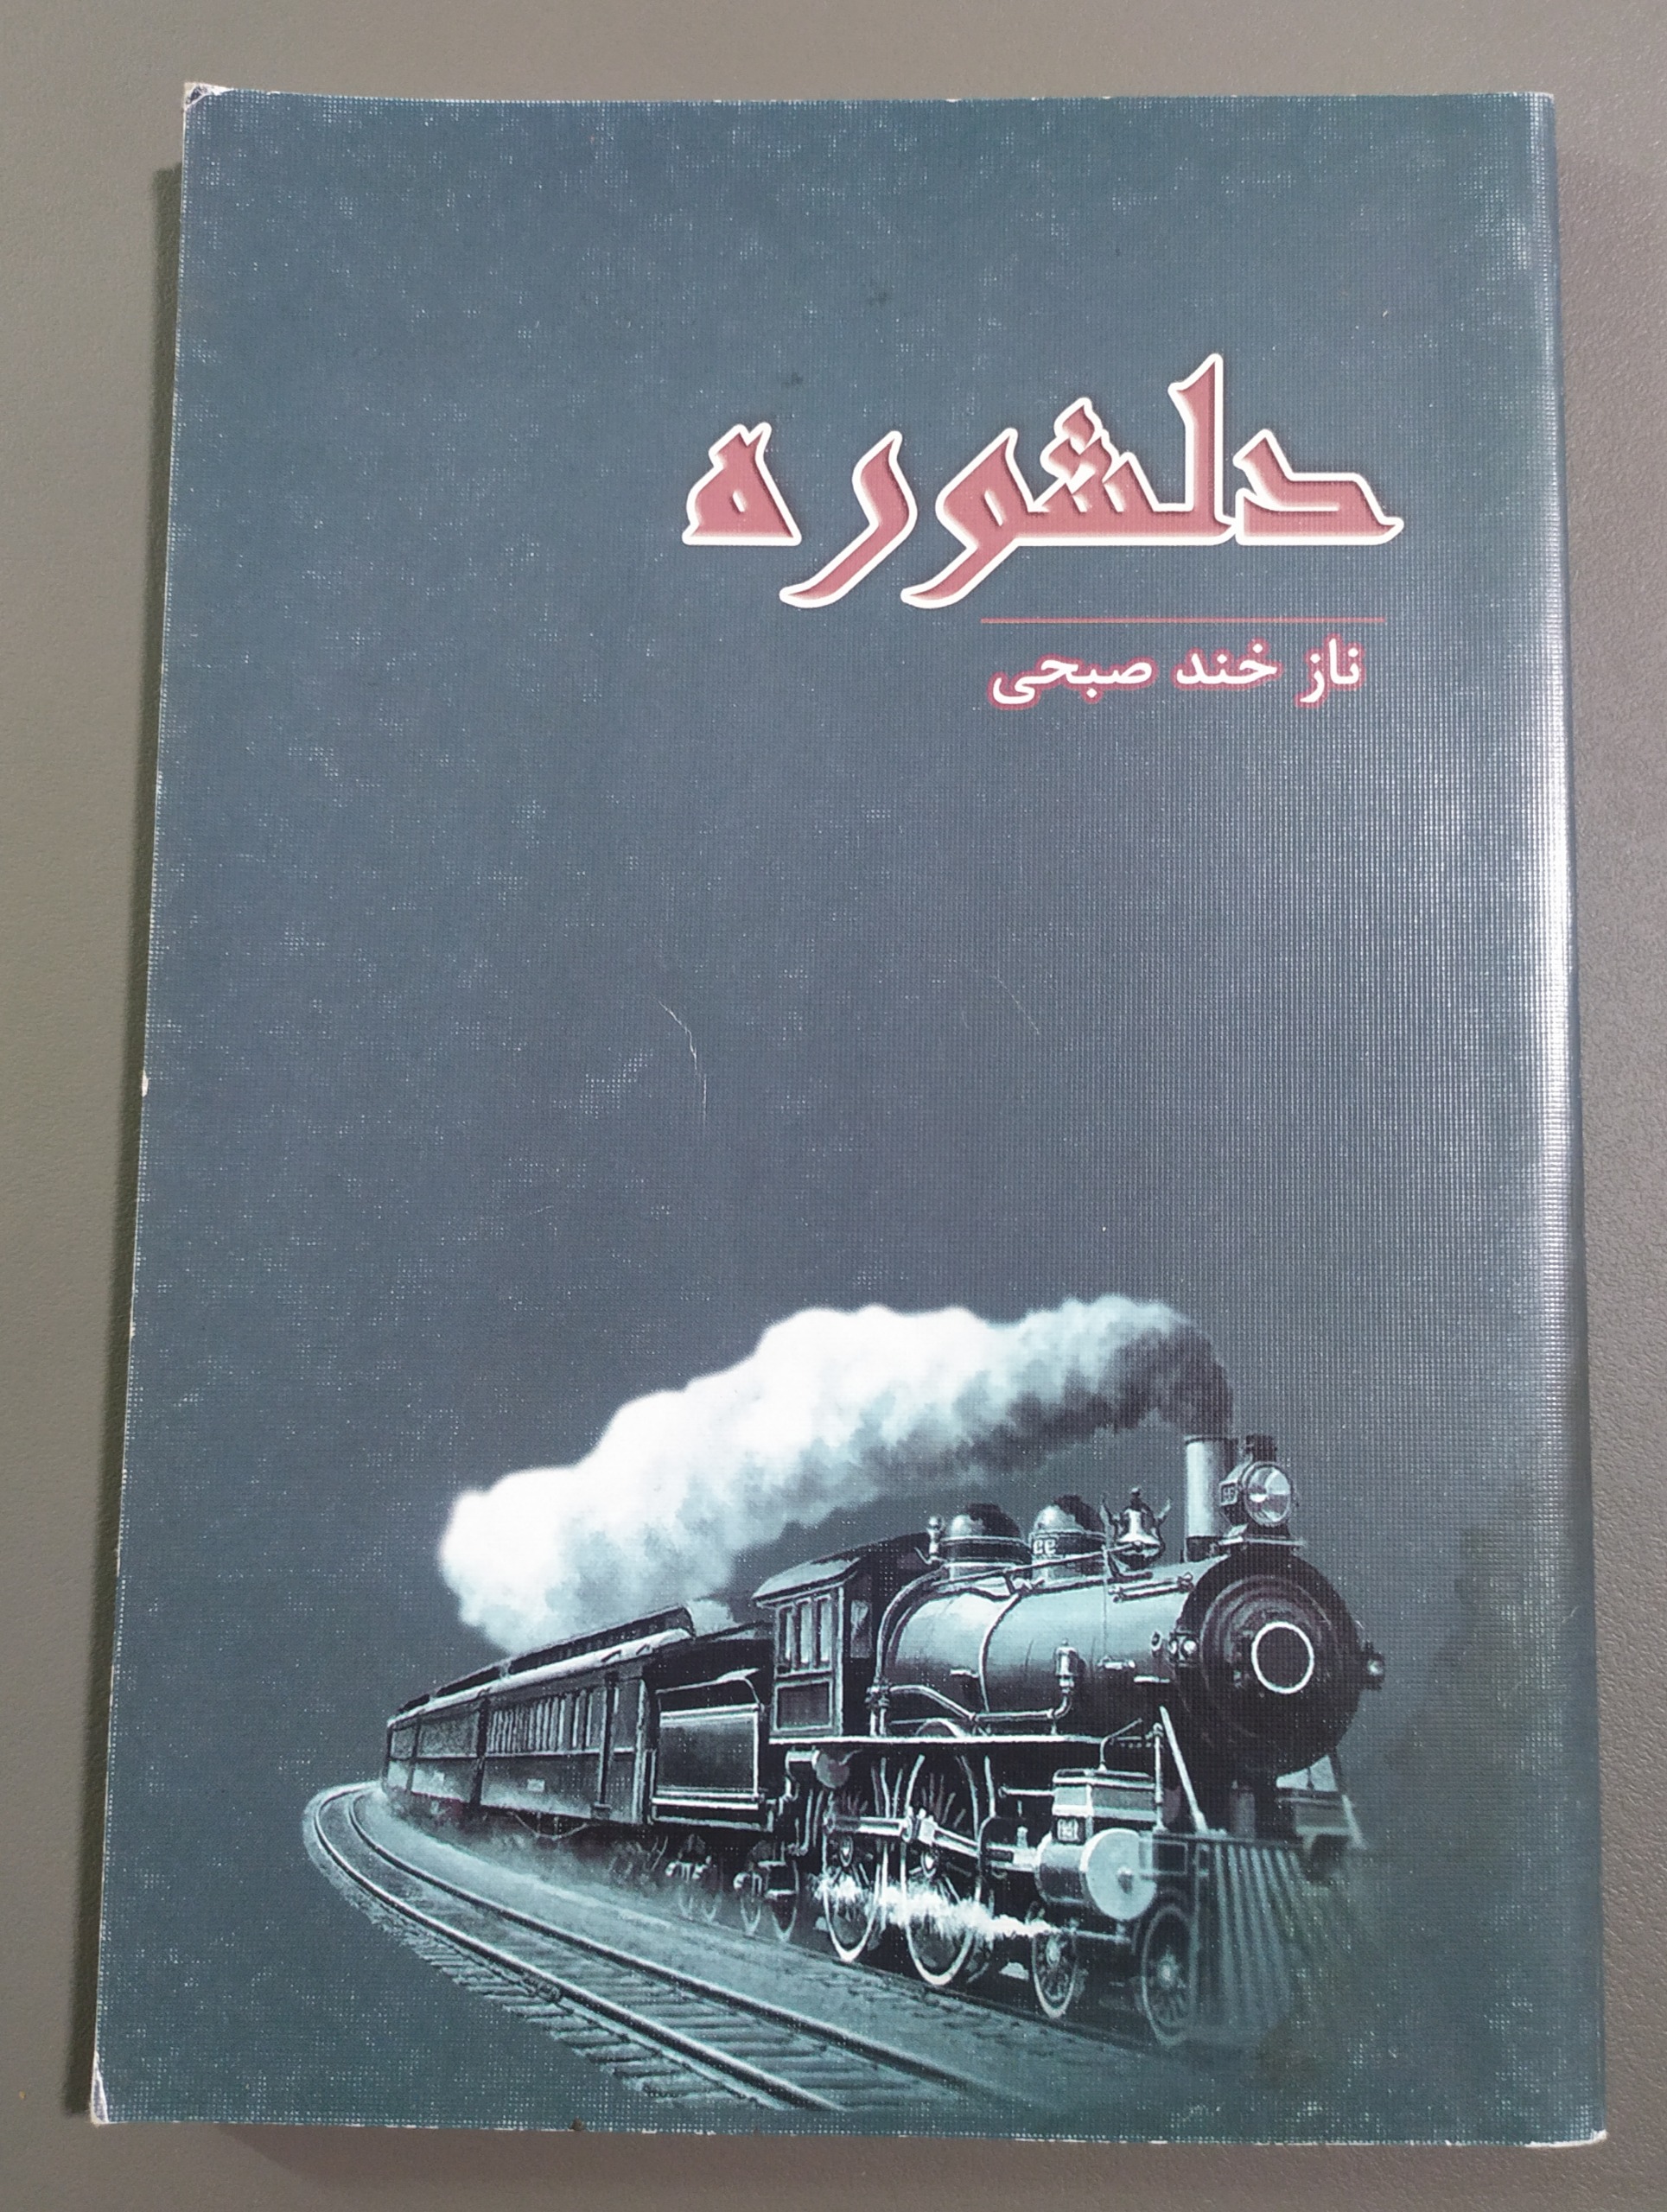 دلشوره
ناز خند صبحی